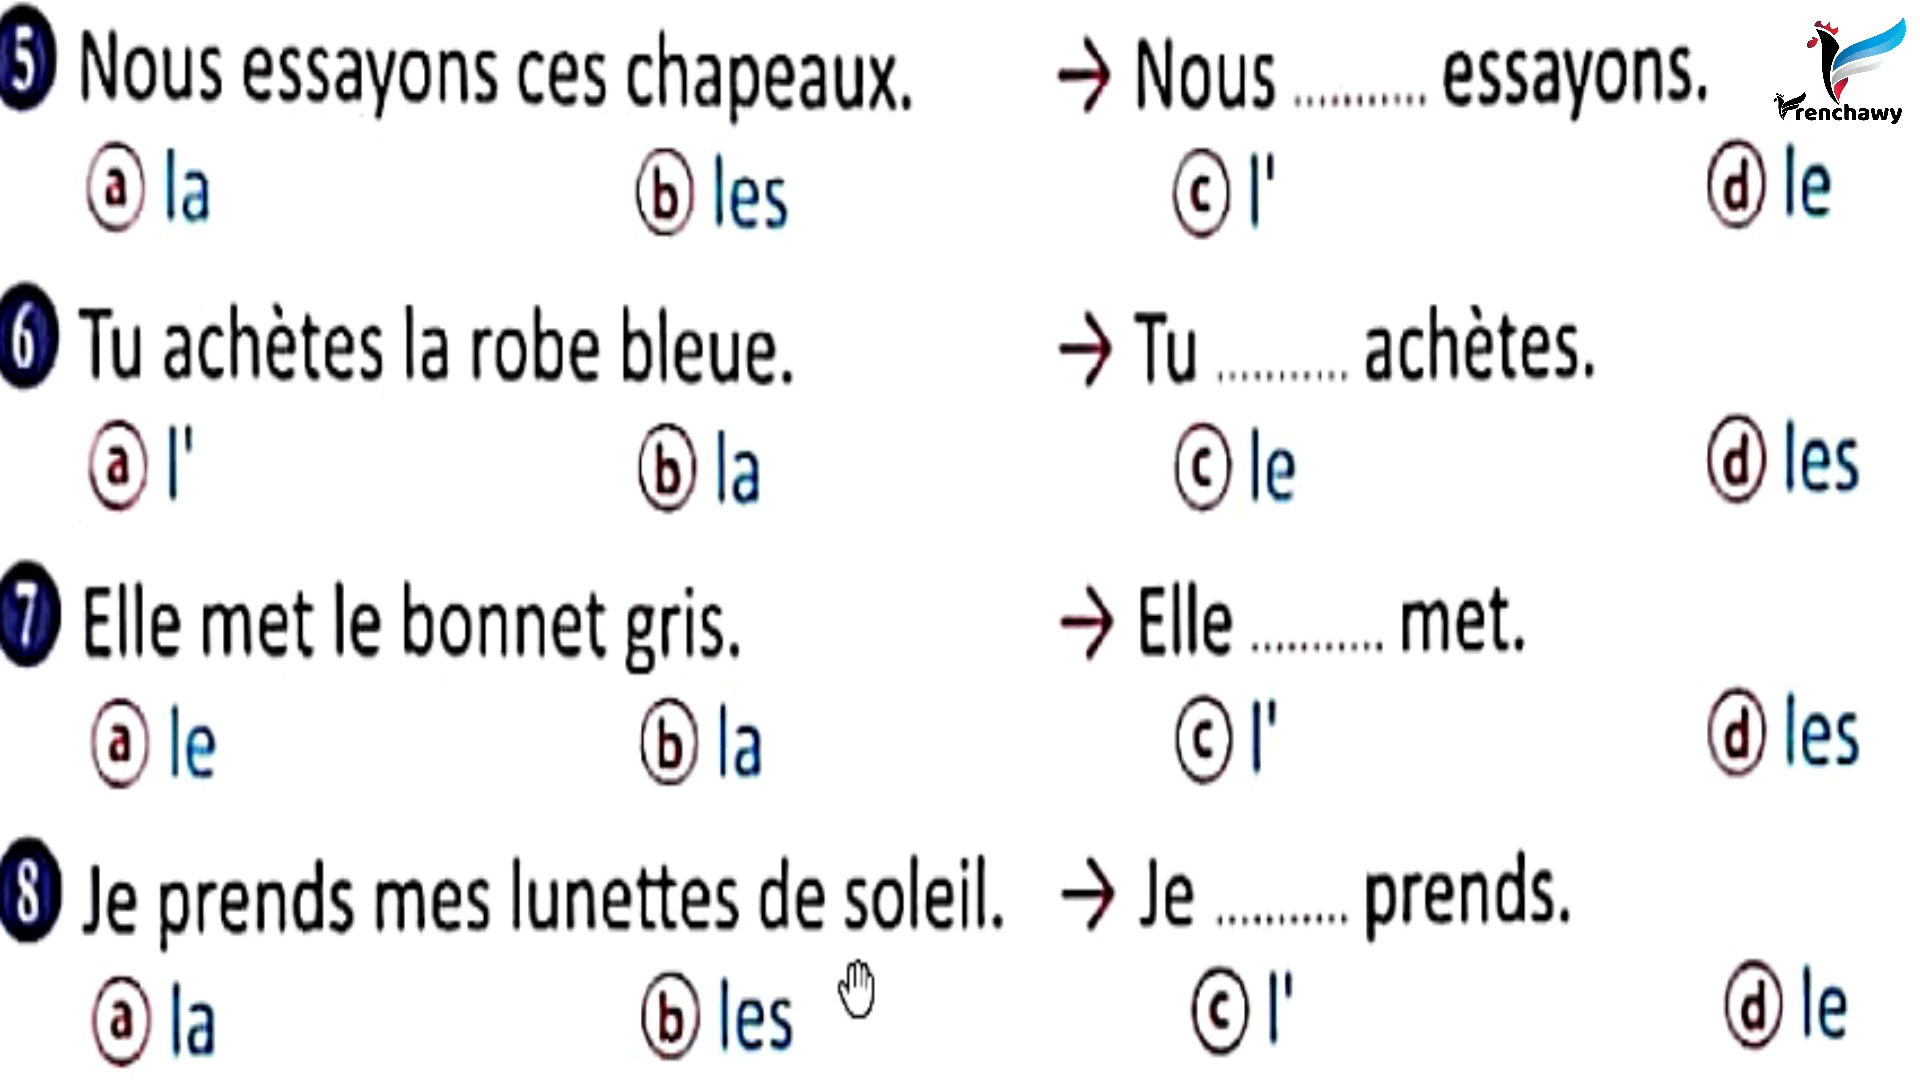 5 Nous essayons ces chapeaux. → Nous ........... essayons.
a la b les c l' d le
6 Tu achètes la robe bleue. → Tu ........... achètes.
a l' b la c le d les
7 Elle met le bonnet gris. → Elle ........... met.
a le b la c l' d les
8 Je prends mes lunettes de soleil. → Je ........... prends.
a la b les c l' d le
Frenchawy